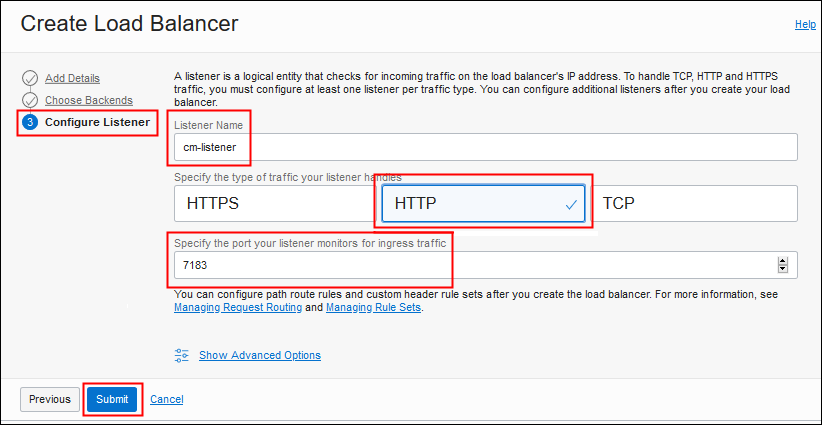 Create Load Balancer
Help
Add Details
Choose Backends
3 Configure Listener
A listener is a logical entity that checks for incoming traffic on the load balancer's IP address. To handle TCP, HTTP and HTTPS
traffic, you must configure at least one listener per traffic type. You can configure additional listeners after you create your load
balancer.
Listener Name
cm-listener
Specify the type of traffic your listener handles
HTTPS
HTTP
TCP
Specify the port your listener monitors for ingress traffic
7183
You can configure path route rules and custom header rule sets after you create the load balancer. For more information, see
Managing Request Routing and Managing Rule Sets.
Show Advanced Options
Previous
Submit
Cancel